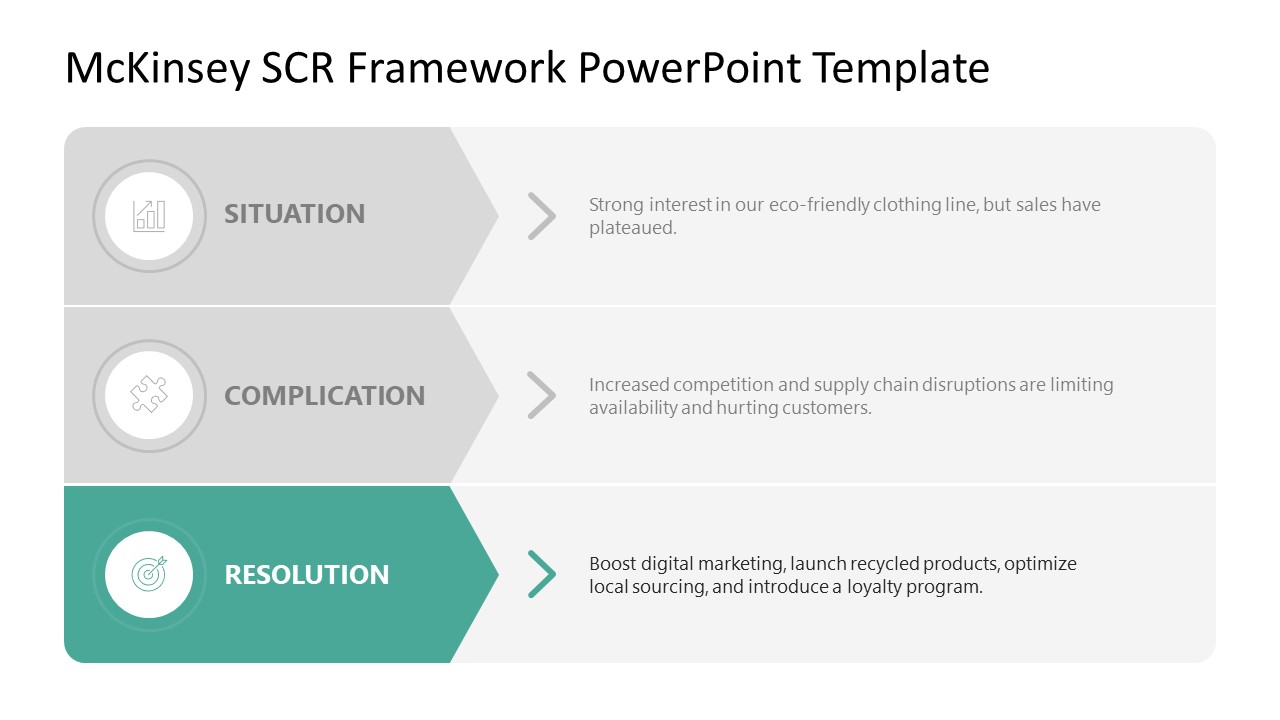 McKinsey SCR Framework PowerPoint Template
SITUATION
Strong interest in our eco-friendly clothing line, but sales have
plateaued.
COMPLICATION
Increased competition and supply chain disruptions are limiting
availability and hurting customers.
RESOLUTION
Boost digital marketing, launch recycled products, optimize
local sourcing, and introduce a loyalty program.